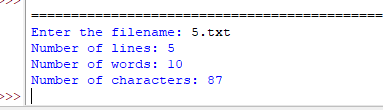 >>>
==================================================
Enter the filename: 5.txt
Number of lines: 5
Number of words: 10
Number of characters: 87
>>>